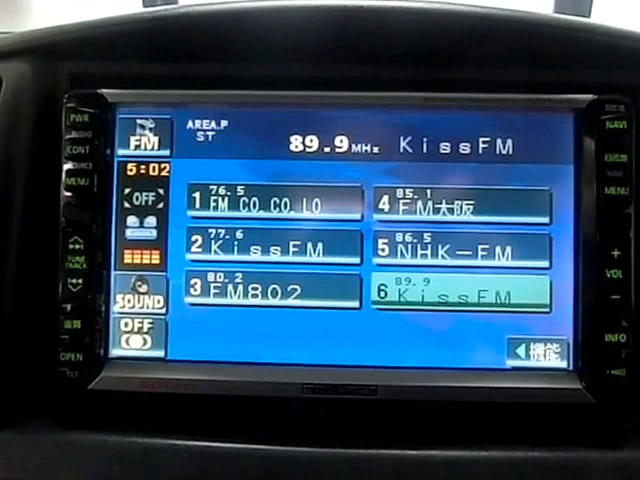 PWR
CONT
MENU
TUNE
TRACK
画質
OPEN
FM
AREA.P
ST
89.9MHz KissFM
5:02
OFF
1 76.5 FM CO.CO.LO
2 77.6 KissFM
3 80.2 FM802
4 85.1 FM大阪
5 86.5 NHK-FM
6 89.9 KissFM
SOUND
OFF
機能
NAVI
MENU
+
VOL
-
INFO